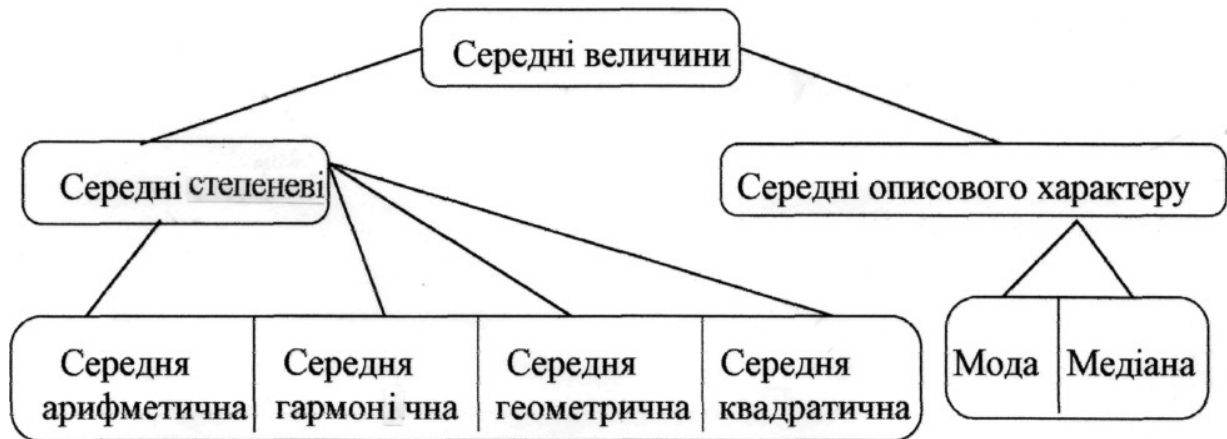 Середні величини
Середні степеневі
Середні описового характеру
Середня арифметична
Середня гармонічна
Середня геометрична
Середня квадратична
Мода
Медіана